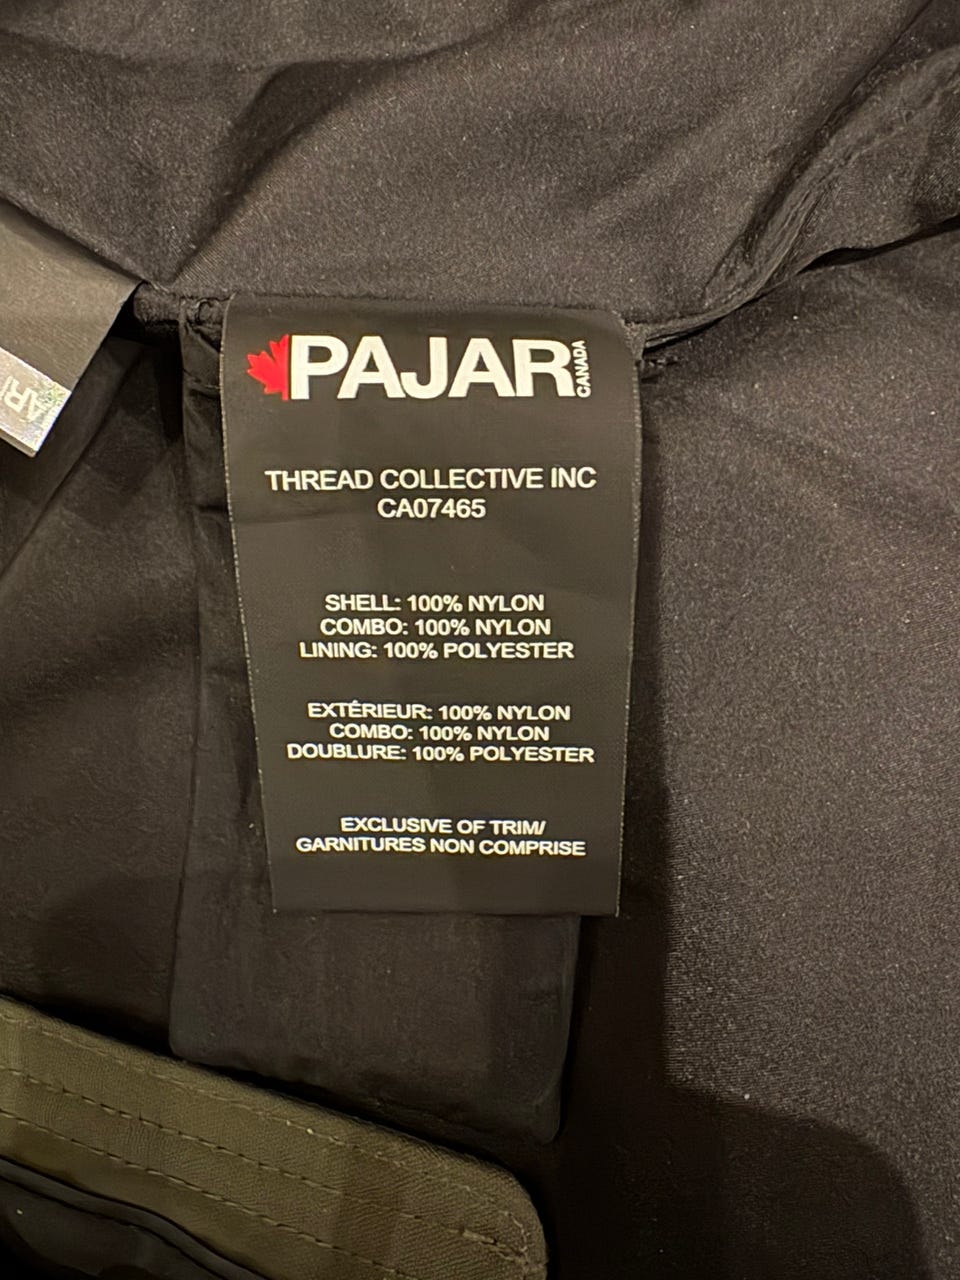 PAJAR CANADA
THREAD COLLECTIVE INC
CA07465
SHELL: 100% NYLON
COMBO: 100% NYLON
LINING: 100% POLYESTER
EXTÉRIEUR: 100% NYLON
COMBO: 100% NYLON
DOUBLURE: 100% POLYESTER
EXCLUSIVE OF TRIM/
GARNITURES NON COMPRISE